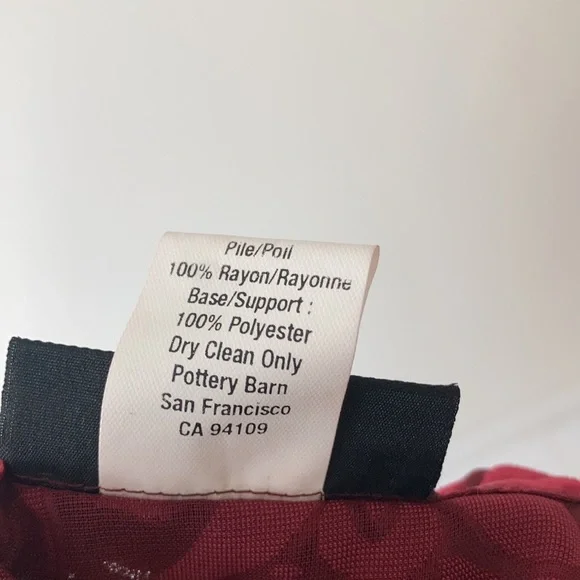 Pile/Poil
100% Rayon/Rayonne
Base/Support :
100% Polyester
Dry Clean Only
Pottery Barn
San Francisco
CA 94109